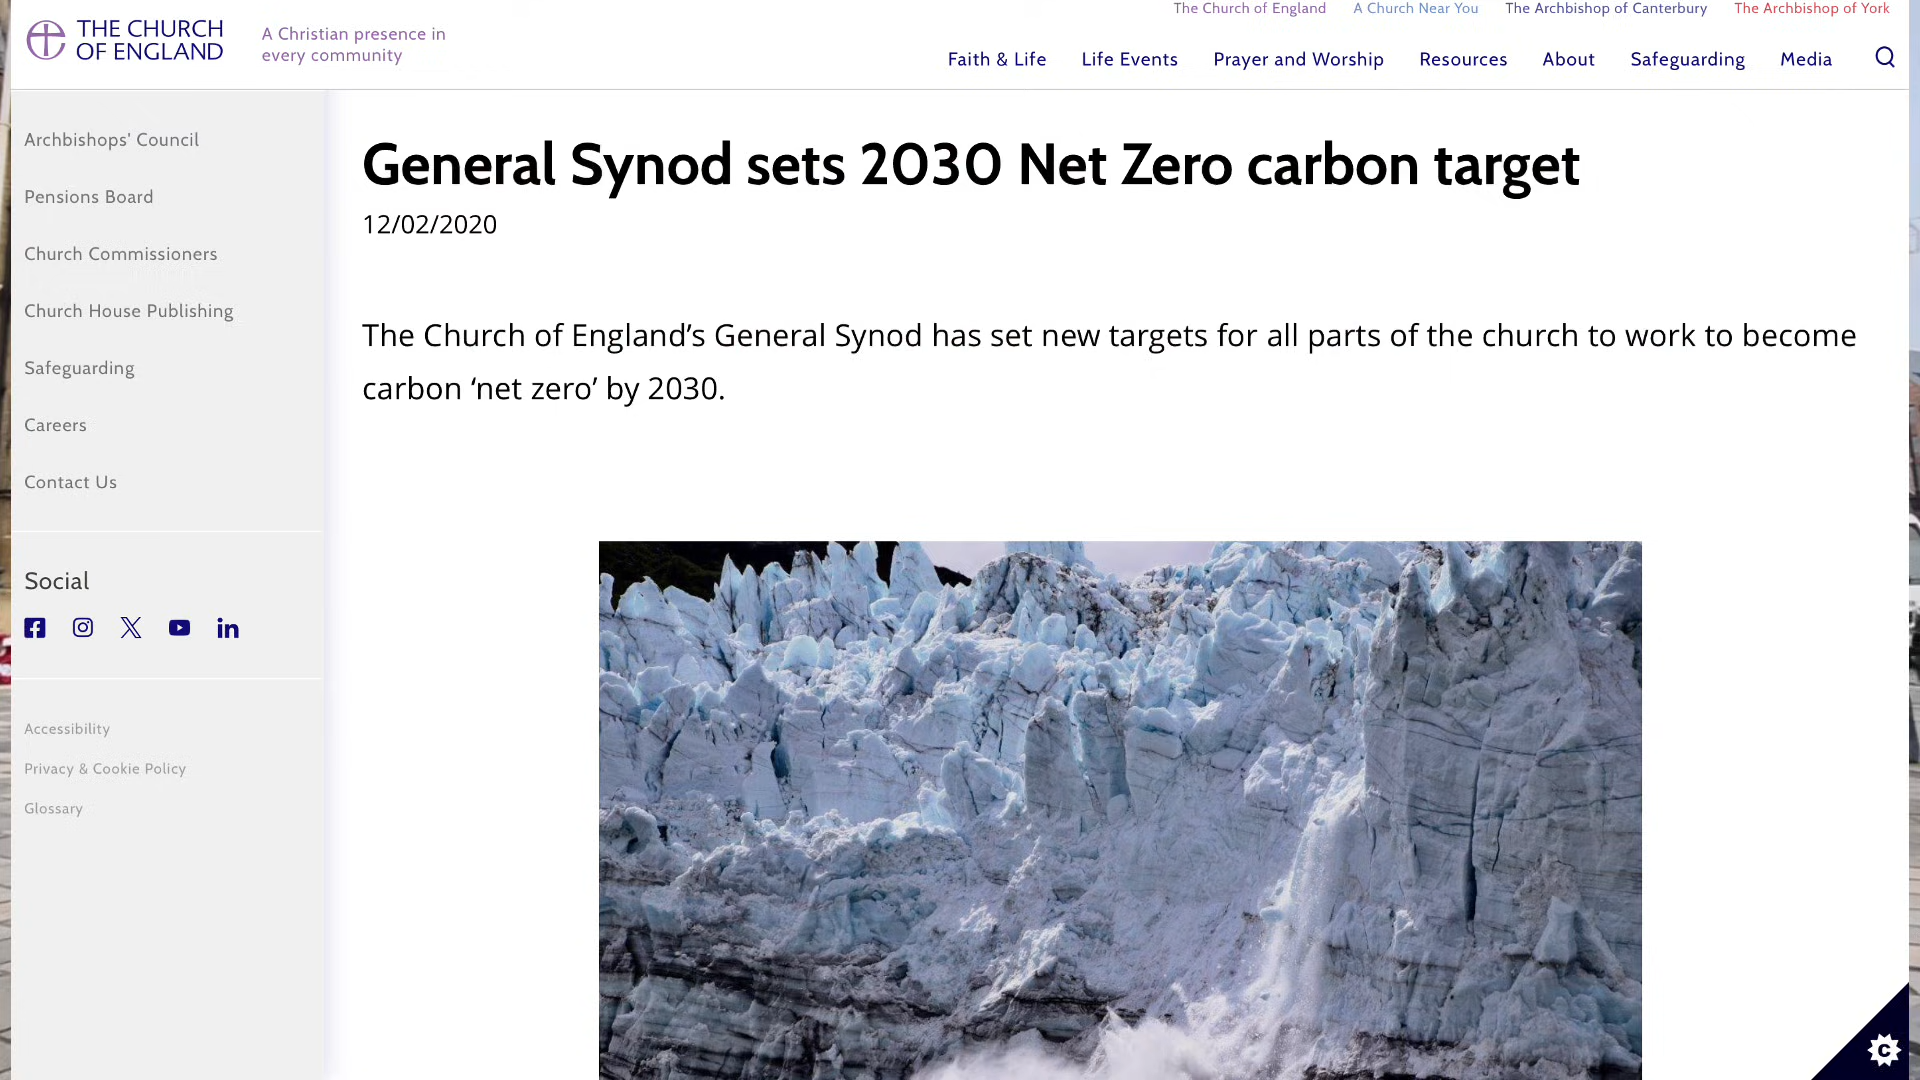 The Church of England
A Church Near You
The Archbishop of Canterbury
The Archbishop of York
THE CHURCH
OF ENGLAND
A Christian presence in
every community
Faith & Life
Life Events
Prayer and Worship
Resources
About
Safeguarding
Media
Archbishops' Council
Pensions Board
Church Commissioners
Church House Publishing
Safeguarding
Careers
Contact Us
Social
Accessibility
Privacy & Cookie Policy
Glossary
General Synod sets 2030 Net Zero carbon target
12/02/2020
The Church of England’s General Synod has set new targets for all parts of the church to work to become
carbon ‘net zero’ by 2030.
C